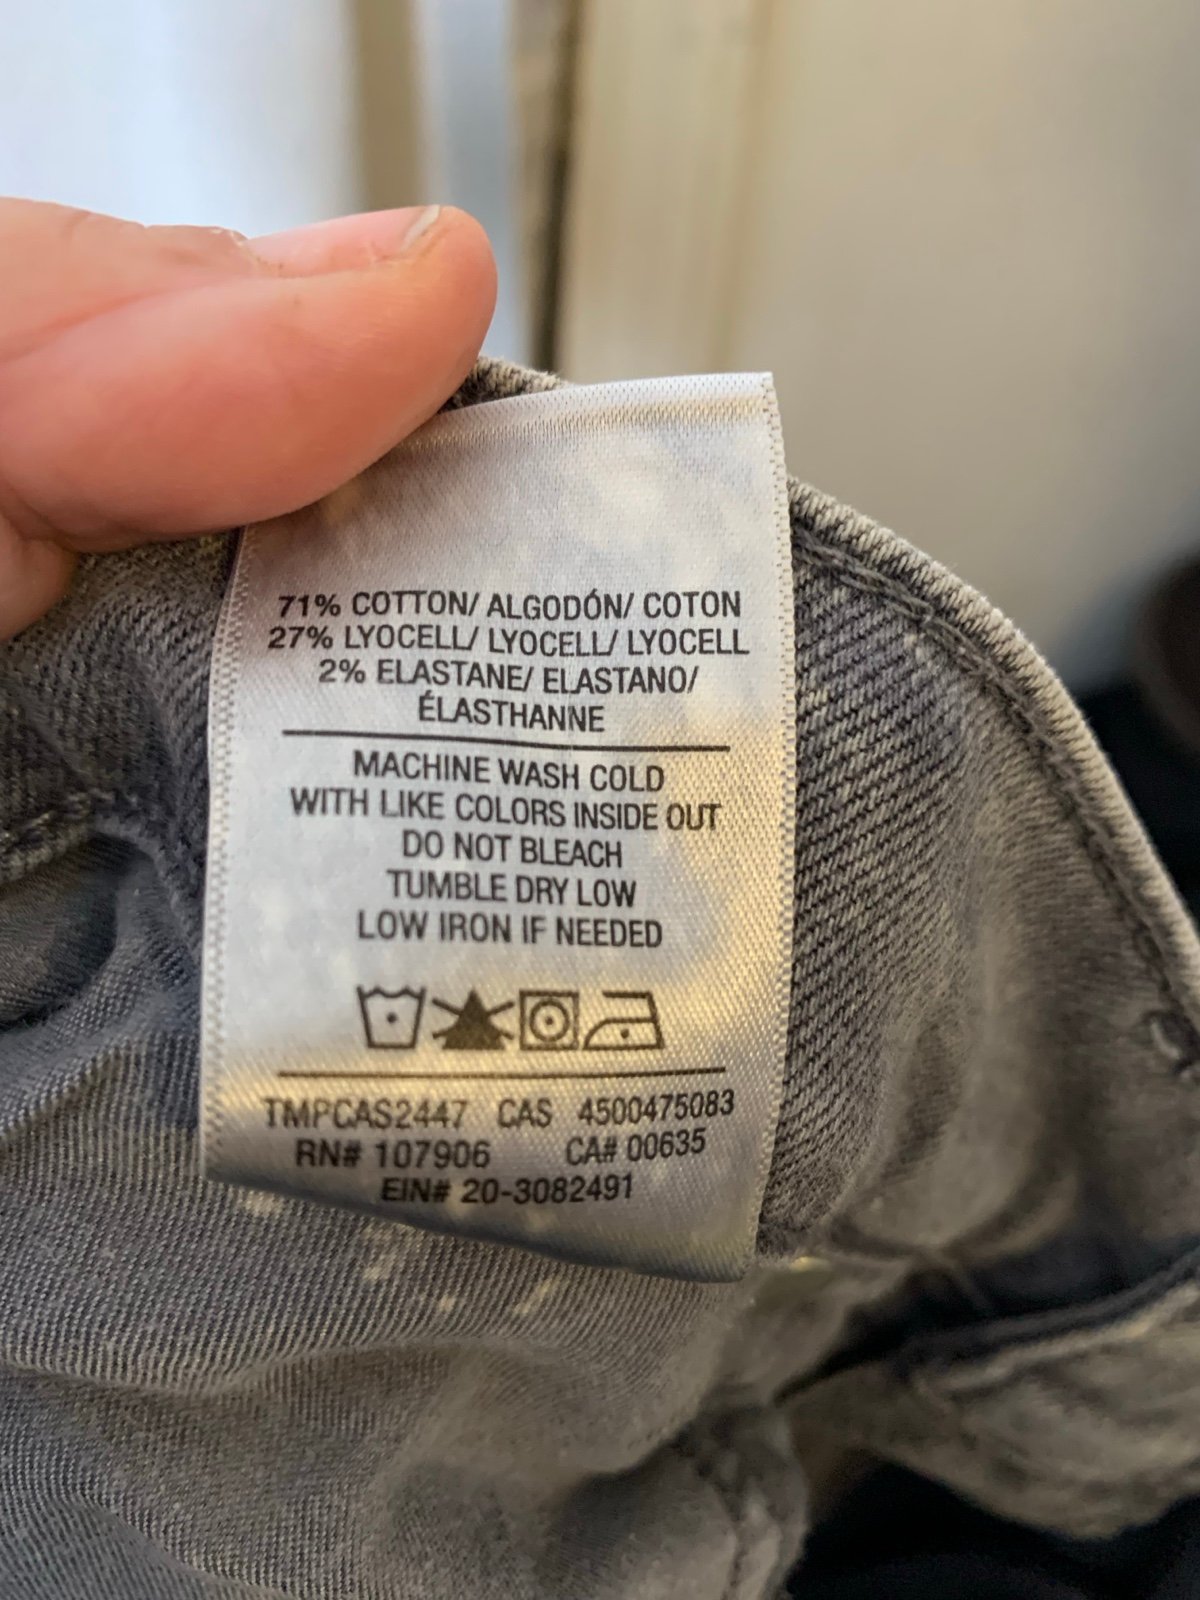 71% COTTON/ ALGODÓN/ COTON
27% LYOCELL/ LYOCELL/ LYOCELL
2% ELASTANE/ ELASTANO/
ÉLASTHANNE
MACHINE WASH COLD
WITH LIKE COLORS INSIDE OUT
DO NOT BLEACH
TUMBLE DRY LOW
LOW IRON IF NEEDED
TMPCAS2447 CAS 4500475083
RN# 107906 CA# 00635
EIN# 20-3082491